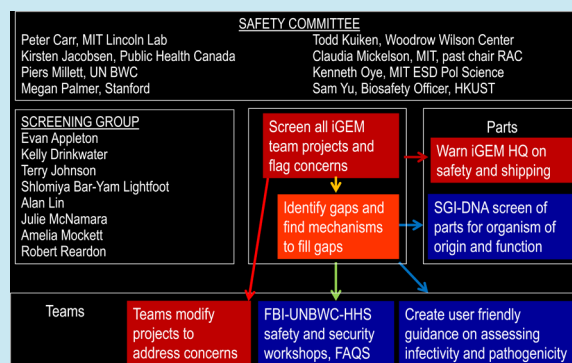 SAFETY COMMITTEE
Peter Carr, MIT Lincoln Lab
Kirsten Jacobsen, Public Health Canada
Piers Millett, UN BWC
Megan Palmer, Stanford
Todd Kuiken, Woodrow Wilson Center
Claudia Mickelson, MIT, past chair RAC
Kenneth Oye, MIT ESD Pol Science
Sam Yu, Biosafety Officer, HKUST
SCREENING GROUP
Evan Appleton
Kelly Drinkwater
Terry Johnson
Shlomiya Bar-Yam Lightfoot
Alan Lin
Julie McNamara
Amelia Mockett
Robert Reardon
Screen all iGEM
team projects and
flag concerns
Identify gaps and
find mechanisms
to fill gaps
Parts
Warn iGEM HQ on
safety and shipping
SGI-DNA screen of
parts for organism of
origin and function
Teams
Teams modify
projects to
address concerns
FBI-UNBWC-HHS
safety and security
workshops, FAQS
Create user friendly
guidance on assessing
infectivity and pathogenicity